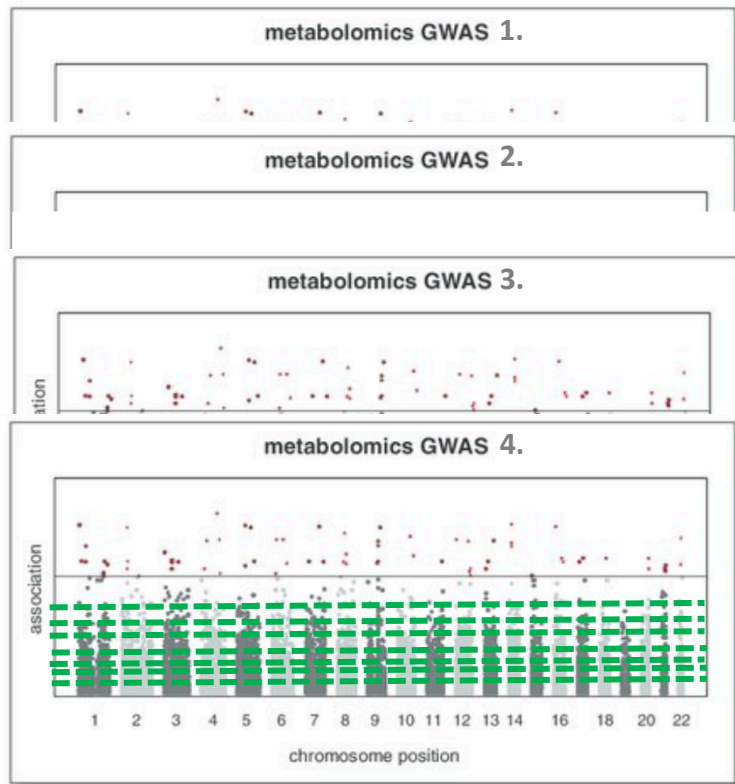 metabolomics GWAS 1.
metabolomics GWAS 2.
metabolomics GWAS 3.
metabolomics GWAS 4.
association
1 2 3 4 5 6 7 8 9 10 11 12 13 14 16 18 20 22
chromosome position